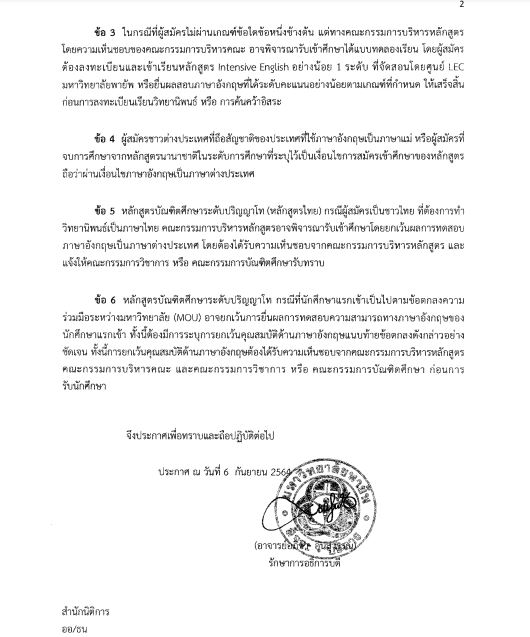 2
ข้อ 3 ในกรณีที่ผู้สมัครไม่ผ่านเกณฑ์ข้อใดข้อหนึ่งข้างต้น แต่ทางคณะกรรมการบริหารหลักสูตร
โดยความเห็นชอบของคณะกรรมการบริหารคณะ อาจพิจารณารับเข้าศึกษาได้แบบทดลองเรียน โดยผู้สมัคร
ต้องลงทะเบียนและเข้าเรียนหลักสูตร Intensive English อย่างน้อย 1 ระดับ ที่จัดสอนโดยศูนย์ LEC
มหาวิทยาลัยพายัพ หรือยื่นผลสอบภาษาอังกฤษที่ได้ระดับคะแนนอย่างน้อยตามเกณฑ์ที่กำหนด ให้เสร็จสิ้น
ก่อนการลงทะเบียนเรียนวิทยานิพนธ์ หรือ การค้นคว้าอิสระ
ข้อ 4 ผู้สมัครชาวต่างประเทศที่ถือสัญชาติของประเทศที่ใช้ภาษาอังกฤษเป็นภาษาแม่ หรือผู้สมัครที่
จบการศึกษาจากหลักสูตรนานาชาติในระดับการศึกษาที่ระบุไว้เป็นเงื่อนไขการสมัครเข้าศึกษาของหลักสูตร
ถือว่าผ่านเงื่อนไขภาษาอังกฤษเป็นภาษาต่างประเทศ
ข้อ 5 หลักสูตรบัณฑิตศึกษาระดับปริญญาโท (หลักสูตรไทย) กรณีผู้สมัครเป็นชาวไทย ที่ต้องการทำ
วิทยานิพนธ์เป็นภาษาไทย คณะกรรมการบริหารหลักสูตรอาจพิจารณารับเข้าศึกษาโดยยกเว้นผลการทดสอบ
ภาษาอังกฤษเป็นภาษาต่างประเทศ โดยต้องได้รับความเห็นชอบจากคณะกรรมการบริหารหลักสูตร และ
แจ้งให้คณะกรรมการวิชาการ หรือ คณะกรรมการบัณฑิตศึกษารับทราบ
ข้อ 6 หลักสูตรบัณฑิตศึกษาระดับปริญญาโท กรณีที่นักศึกษาแรกเข้าเป็นไปตามข้อตกลงความ
ร่วมมือระหว่างมหาวิทยาลัย (MOU) อาจยกเว้นการยื่นผลการทดสอบความสามารถทางภาษาอังกฤษของ
นักศึกษาแรกเข้า ทั้งนี้ต้องมีการระบุการยกเว้นคุณสมบัติด้านภาษาอังกฤษแนบท้ายข้อตกลงดังกล่าวอย่าง
ชัดเจน ทั้งนี้การยกเว้นคุณสมบัติด้านภาษาอังกฤษต้องได้รับความเห็นชอบจากคณะกรรมการบริหารหลักสูตร
คณะกรรมการบริหารคณะ และคณะกรรมการวิชาการ หรือ คณะกรรมการบัณฑิตศึกษา ก่อนการ
รับนักศึกษา
จึงประกาศเพื่อทราบและถือปฏิบัติต่อไป
ประกาศ ณ วันที่ 6 กันยายน 2564
มหาวิทยาลัยพายัพ
รักษาการอธิการบดี
สำนักนิติการ
ออ/ธน